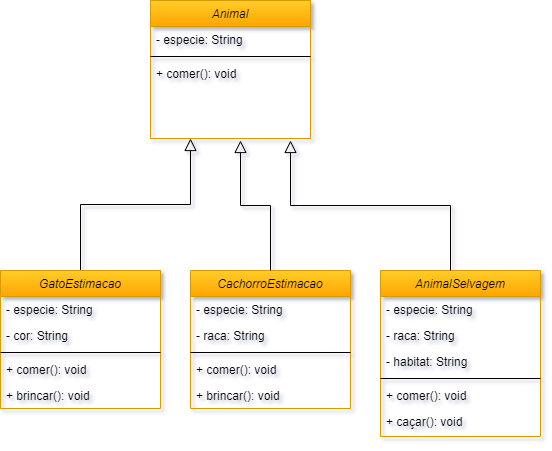 Animal
- especie: String
+ comer(): void
GatoEstimacao
- especie: String
- cor: String
+ comer(): void
+ brincar(): void
CachorroEstimacao
- especie: String
- raca: String
+ comer(): void
+ brincar(): void
AnimalSelvagem
- especie: String
- raca: String
- habitat: String
+ comer(): void
+ caçar(): void